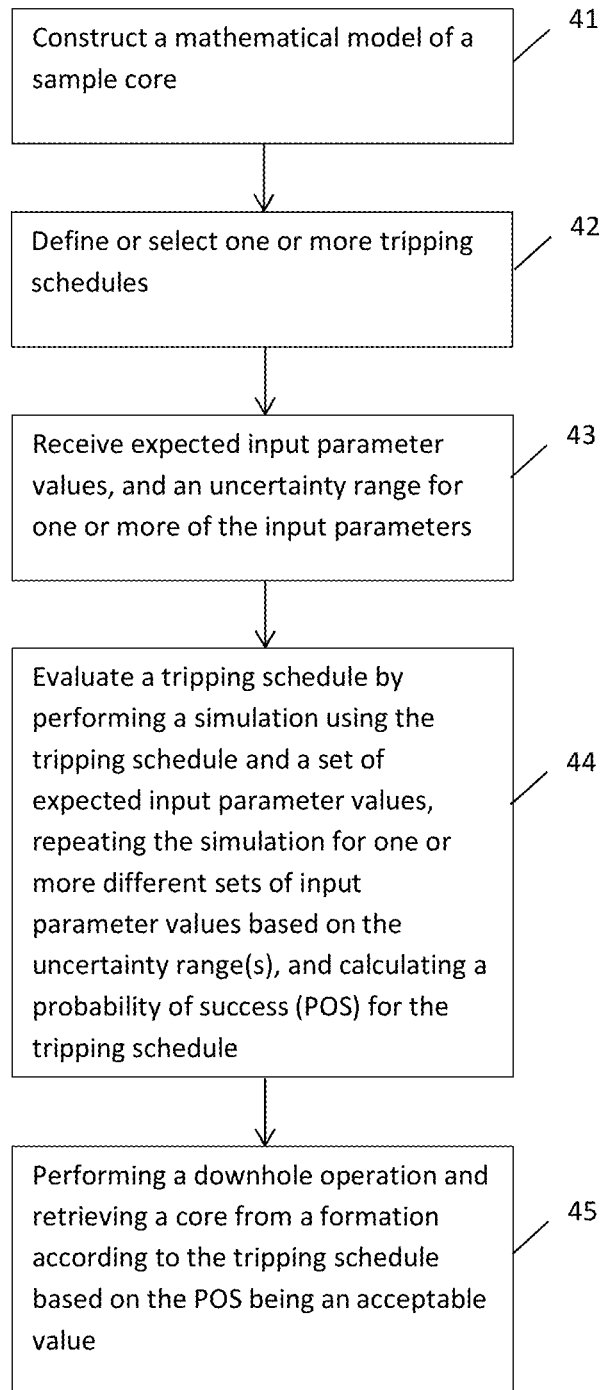 41
Construct a mathematical model of a
sample core
42
Define or select one or more tripping
schedules
43
Receive expected input parameter
values, and an uncertainty range for
one or more of the input parameters
44
Evaluate a tripping schedule by
performing a simulation using the
tripping schedule and a set of
expected input parameter values,
repeating the simulation for one or
more different sets of input
parameter values based on the
uncertainty range(s), and calculating a
probability of success (POS) for the
tripping schedule
45
Performing a downhole operation and
retrieving a core from a formation
according to the tripping schedule
based on the POS being an acceptable
value